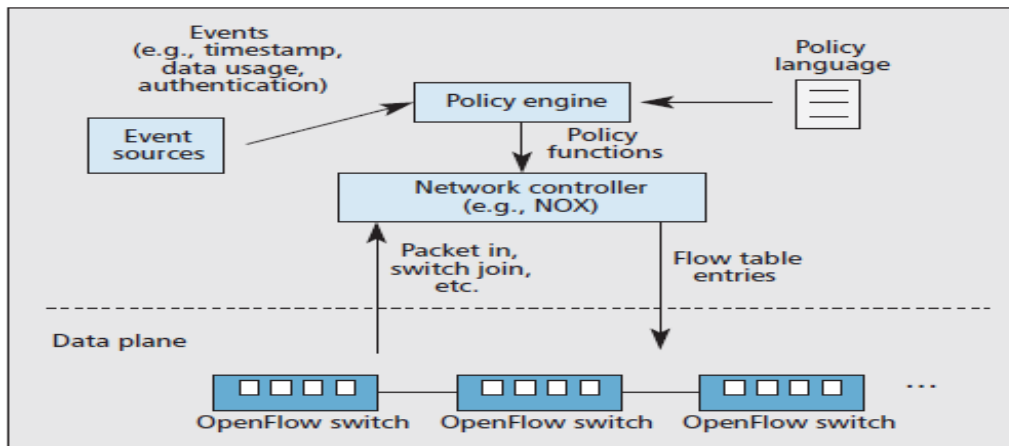 Events
(e.g., timestamp,
data usage,
authentication)
Policy
language
Policy engine
Event
sources
Policy
functions
Network controller
(e.g., NOX)
Packet in,
switch join,
etc.
Flow table
entries
Data plane
...
OpenFlow switch
OpenFlow switch
OpenFlow switch